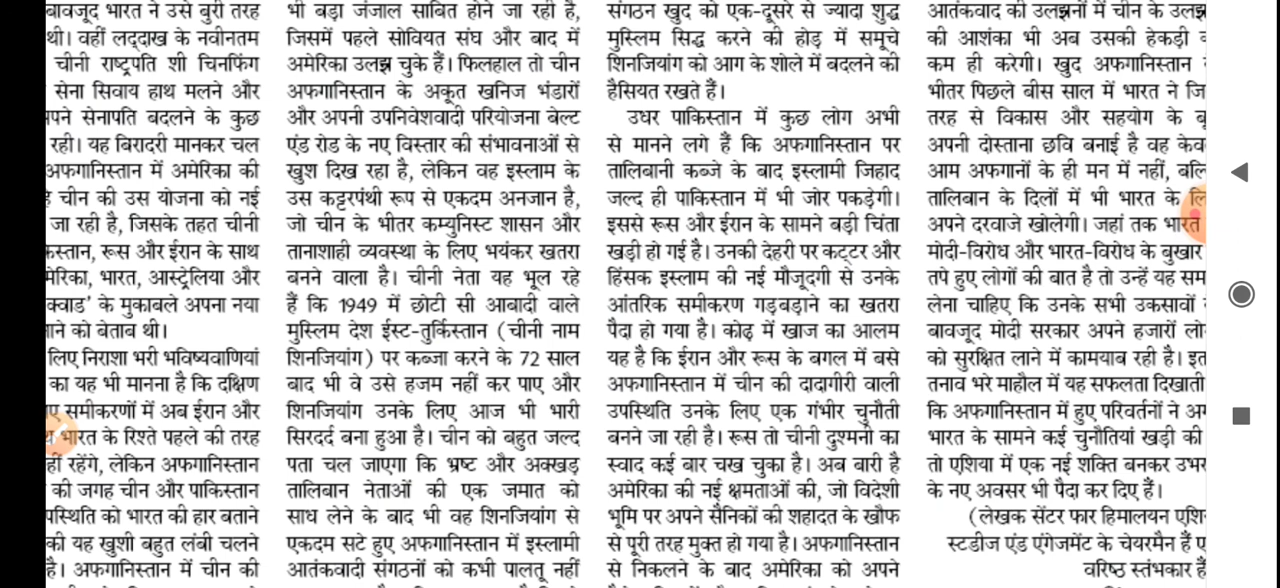 बावजूद भारत ने उसे बुरी तरह
थी। वहीं लद्दाख के नवीनतम
चीनी राष्ट्रपति शी चिनफिंग
सेना सिवाय हाथ मलने और
सेनापति बदलने के कुछ
रही। यह बिरादरी मानकर चल
अफगानिस्तान में अमेरिका की
चीन की उस योजना को नई
जा रही है, जिसके तहत चीनी
रूस और ईरान के साथ
भारत, आस्ट्रेलिया और
क्वाड' के मुकाबले अपना नया
को बेताब थी।
लिए निराशा भरी भविष्यवाणियां
का यह भी मानना है कि दक्षिण
समीकरणों में अब ईरान और
भारत के रिश्ते पहले की तरह
रहेंगे, लेकिन अफगानिस्तान
की जगह चीन और पाकिस्तान
को भारत की हार बताने
की यह खुशी बहुत लंबी चलने
है। अफगानिस्तान में चीन की
भी बड़ा जंजाल साबित होने जा रही है,
जिसमें पहले सोवियत संघ और बाद में
अमेरिका उलझ चुके हैं। फिलहाल तो चीन
अफगानिस्तान के अकूत खनिज भंडारों
और अपनी उपनिवेशवादी परियोजना बेल्ट
एंड रोड के नए विस्तार की संभावनाओं से
खुश दिख रहा है, लेकिन वह इस्लाम के
उस कट्टरपंथी रूप से एकदम अनजान है,
जो चीन के भीतर कम्युनिस्ट शासन और
तानाशाही व्यवस्था के लिए भयंकर खतरा
बनने वाला है। चीनी नेता यह भूल रहे
हैं कि 1949 में छोटी सी आबादी वाले
मुस्लिम देश ईस्ट-तुर्किस्तान (चीनी नाम
शिनजियांग) पर कब्जा करने के 72 साल
बाद भी वे उसे हजम नहीं कर पाए और
शिनजियांग उनके लिए आज भी भारी
सिरदर्द बना हुआ है। चीन को बहुत जल्द
पता चल जाएगा कि भ्रष्ट और अक्खड़
तालिबान नेताओं की एक जमात को
साध लेने के बाद भी वह शिनजियांग से
एकदम सटे हुए अफगानिस्तान में इस्लामी
आतंकवादी संगठनों को कभी पालतू नहीं
संगठन खुद को एक-दूसरे से ज्यादा शुद्ध
मुस्लिम सिद्ध करने की होड़ में समूचे
शिनजियांग को आग के शोले में बदलने की
हैसियत रखते हैं।
उधर पाकिस्तान में कुछ लोग अभी
से मानने लगे हैं कि अफगानिस्तान पर
तालिबानी कब्जे के बाद इस्लामी जिहाद
जल्द ही पाकिस्तान में भी जोर पकड़ेगी।
इससे रूस और ईरान के सामने बड़ी चिंता
खड़ी हो गई है। उनकी देहरी पर कट्टर और
हिंसक इस्लाम की नई मौजूदगी से उनके
आंतरिक समीकरण गड़बड़ाने का खतरा
पैदा हो गया है। कोढ़ में खाज का आलम
यह है कि ईरान और रूस के बगल में बसे
अफगानिस्तान में चीन की दादागीरी वाली
उपस्थिति उनके लिए एक गंभीर चुनौती
बनने जा रही है। रूस तो चीनी दुश्मनी का
स्वाद कई बार चख चुका है। अब बारी है
अमेरिका की नई क्षमताओं की, जो विदेशी
भूमि पर अपने सैनिकों की शहादत के खौफ
से पूरी तरह मुक्त हो गया है। अफगानिस्तान
से निकलने के बाद अमेरिका को अपने
आतंकवाद की उलझनों में चीन के उलझ
की आशंका भी अब उसकी हेकड़ी
कम ही करेगी। खुद अफगानिस्तान
भीतर पिछले बीस साल में भारत ने जि
तरह से विकास और सहयोग के बू
अपनी दोस्ताना छवि बनाई है वह केव
आम अफगानों के ही मन में नहीं, बलि
तालिबान के दिलों में भी भारत के लि
अपने दरवाजे खोलेगी। जहां तक भारत
मोदी-विरोध और भारत-विरोध के बुखार
तपे हुए लोगों की बात है तो उन्हें यह सम
लेना चाहिए कि उनके सभी उकसावों
बावजूद मोदी सरकार अपने हजारों लो
को सुरक्षित लाने में कामयाब रही है। इत
तनाव भरे माहौल में यह सफलता दिखाती
कि अफगानिस्तान में हुए परिवर्तनों ने अग
भारत के सामने कई चुनौतियां खड़ी की
तो एशिया में एक नई शक्ति बनकर उभर
के नए अवसर भी पैदा कर दिए हैं।
(लेखक सेंटर फार हिमालयन एशि
स्टडीज एंड एंगेजमेंट के चेयरमैन हैं ए
वरिष्ठ स्तंभकार हैं